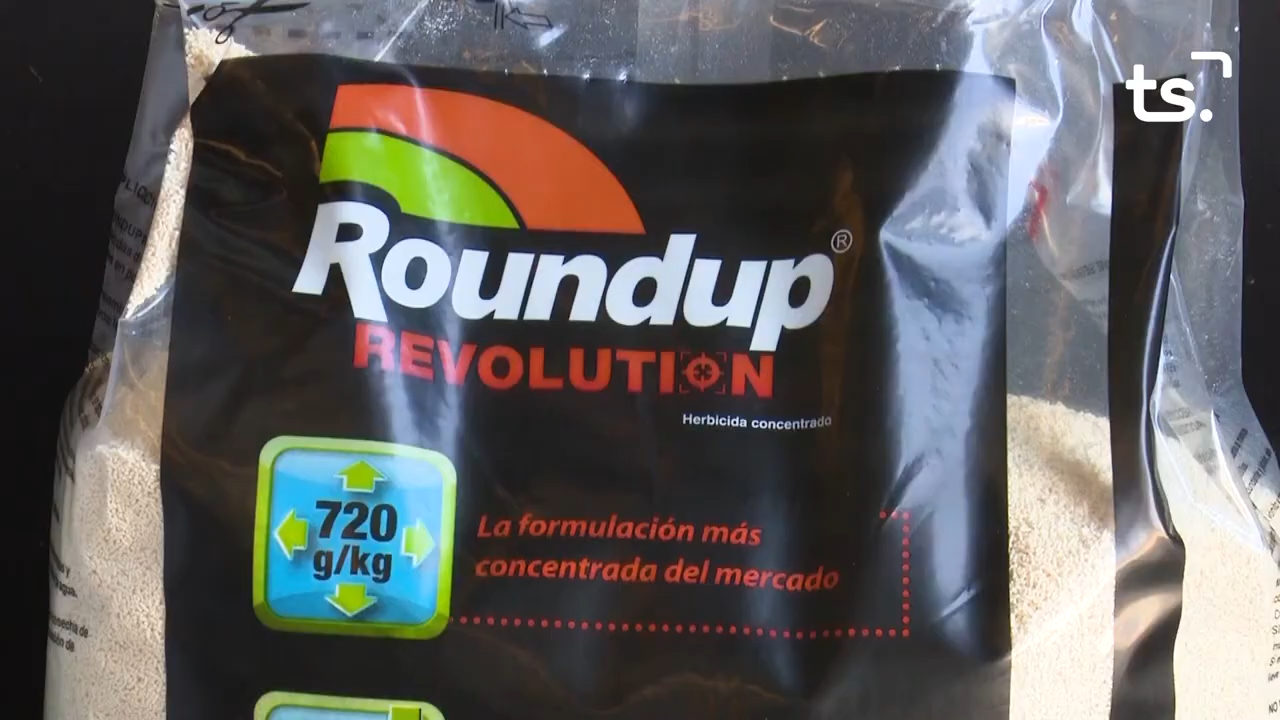 ts.
Roundup®
REVOLUTION
Herbicida concentrado
720
g/kg
La formulación más
concentrada del mercado